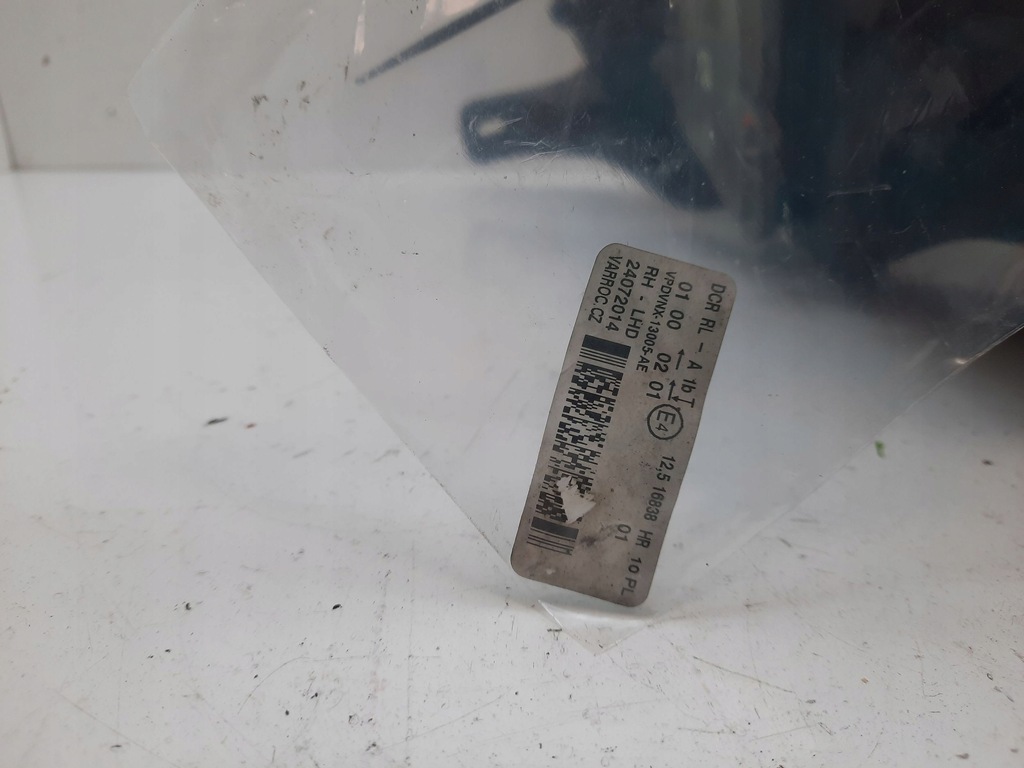 DCR RL - A 1b T
01 00 → 02 01 E4 12.5 16838 HR 10 PL
VPDVNX-13005-AE
RH - LHD
01
24072014
VARROC.CZ